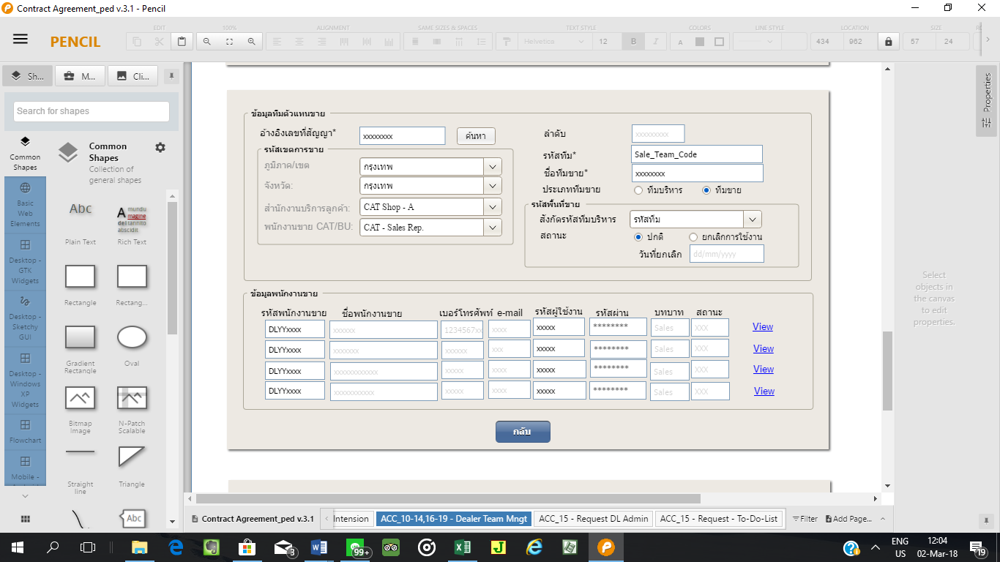 Contract Agreement_ped v.3.1 - Pencil
PENCIL
EDIT
100%
ALIGNMENT
SAME SIZES & SPACES
TEXT STYLE
COLORS
LINE STYLE
LOCATION
SIZE
Helvetica
12
B
I
A
434
962
57
24
Sh...
M...
Cli...
Properties
Search for shapes
Common Shapes
Basic Web Elements
Desktop - GTK Widgets
Desktop - Sketchy GUI
Desktop - Windows XP Widgets
Flowchart
Mobile -
Common Shapes
Collection of general shapes
Abc
Plain Text
A mundu magine del tannito abscidit
Rich Text
Rectangle
Rectang...
Gradient Rectangle
Oval
Bitmap Image
N-Patch Scalable
Straight line
Triangle
Abc
ข้อมูลทีมตัวแทนขาย
อ้างอิงเลขที่สัญญา*
xxxxxxxx
ค้นหา
รหัสเขตการขาย
ภูมิภาค/เขต
กรุงเทพ
จังหวัด:
กรุงเทพ
สำนักงานบริการลูกค้า:
CAT Shop - A
พนักงานขาย CAT/BU:
CAT - Sales Rep.
ลำดับ
xxxxxxxxx
รหัสทีม*
Sale_Team_Code
ชื่อทีมขาย*
xxxxxxxx
ประเภททีมขาย
ทีมบริหาร
ทีมขาย
รหัสพื้นที่ขาย
สังกัดรหัสทีมบริหาร
รหัสทีม
สถานะ
ปกติ
ยกเลิกการใช้งาน
วันที่ยกเลิก
dd/mm/yyyy
ข้อมูลพนักงานขาย
รหัสพนักงานขาย ชื่อพนักงานขาย เบอร์โทรศัพท์ e-mail รหัสผู้ใช้งาน รหัสผ่าน บทบาท สถานะ
DLYYxxxx xxxxxx 1234567xx xxxx xxxxx ******** Sales XXX View
DLYYxxxx xxxxxxx xxxxxx xxx xxxxx ******** Sales XXX View
DLYYxxxx xxxxxxxxxxxx xxxxx xxxx xxxxx ******** Sales XXX View
DLYYxxxx xxxxxxxxxxx xxxxx xxxx xxxxx ******** Sales XXX View
กลับ
Select objects in the canvas to edit properties.
Contract Agreement_ped v.3.1
Intension
ACC_10-14,16-19 - Dealer Team Mngt
ACC_15 - Request DL Admin
ACC_15 - Request - To-Do-List
Filter
Add Page...
3
99+
ENG
US
12:04
02-Mar-18
19